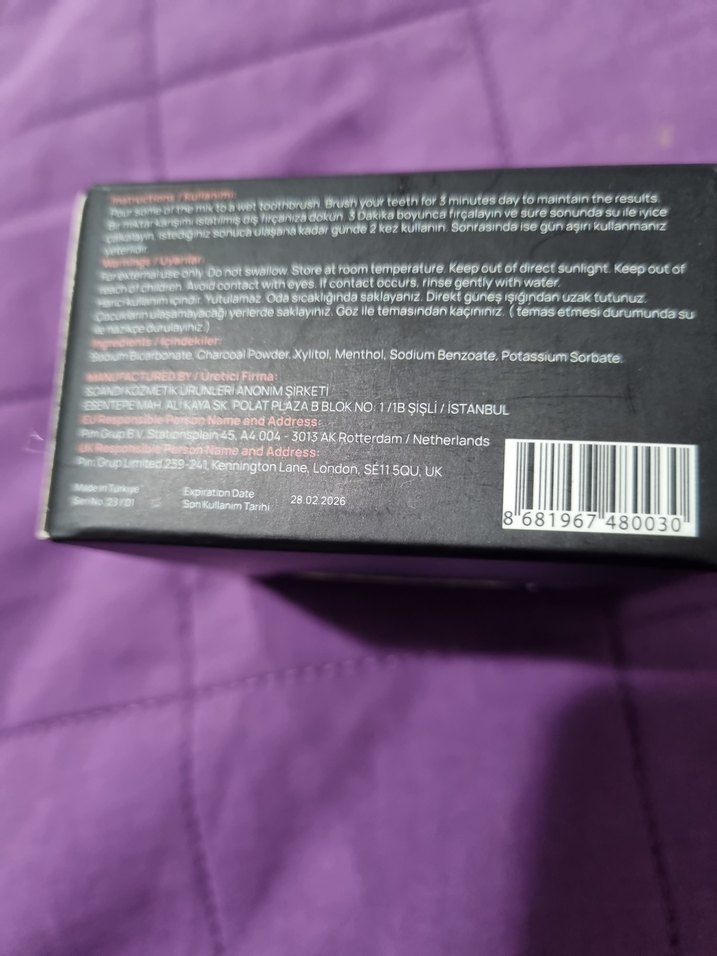 Instructions / Kullanımı:
Pour some of the mix to a wet toothbrush. Brush your teeth for 3 minutes day to maintain the results.
Bir miktar karışımı ıslatılmış diş fırçanıza dökün. 3 Dakika boyunca fırçalayın ve süre sonunda su ile iyice
çalkalayın. İstediğiniz sonuca ulaşana kadar günde 2 kez kullanın. Sonrasında ise gün aşırı kullanmanız
yeterlidir.
Warnings / Uyarılar:
For external use only. Do not swallow. Store at room temperature. Keep out of direct sunlight. Keep out of
reach of children. Avoid contact with eyes. If contact occurs, rinse gently with water.
Harici kullanım içindir. Yutulamaz. Oda sıcaklığında saklayanız. Direkt güneş ışığından uzak tutunuz.
Çocukların ulaşamayacağı yerlerde saklayınız. Göz ile temasından kaçınınız. ( temas etmesi durumunda su
ile nazikçe durulayınız.)
Ingredients / İçindekiler:
Sodium Bicarbonate, Charcoal Powder, Xylitol, Menthol, Sodium Benzoate, Potassium Sorbate.
MANUFACTURED BY / Üretici Firma:
SCANDI KOZMETİK ÜRÜNLERİ ANONİM ŞİRKETİ
ESENTEPE MAH. ALİ KAYA SK. POLAT PLAZA B BLOK NO: 1 /1B ŞİŞLİ / İSTANBUL
EU Responsible Person Name and Address:
Pim Grup B.V. Stationsplein 45, A4 004 - 3013 AK Rotterdam / Netherlands
UK Responsible Person Name and Address:
Pim Grup Limited 259-241, Kennington Lane, London, SE11 5QU, UK
Made in Türkiye
Seri No: 23 / 01
Expiration Date
Son Kullanım Tarihi
28.02.2026
8 681967 480030